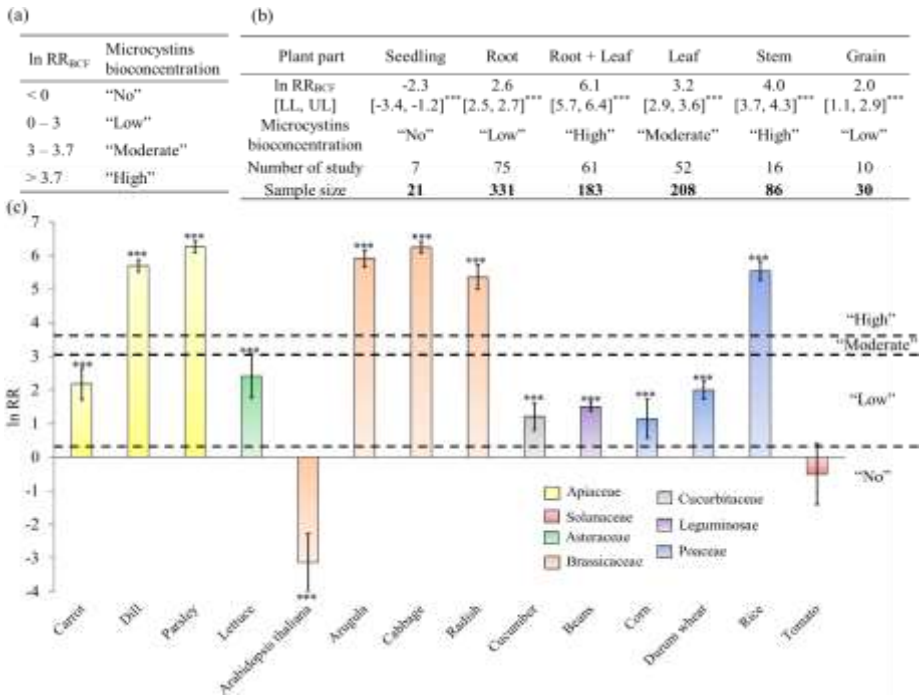 (a)
ln RR_BCF Microcystins bioconcentration
< 0 "No"
0 – 3 "Low"
3 – 3.7 "Moderate"
> 3.7 "High"
(b)
Plant part Seedling Root Root + Leaf Leaf Stem Grain
ln RR_BCF -2.3 2.6 6.1 3.2 4.0 2.0
[LL, UL] [-3.4, -1.2]*** [2.5, 2.7]*** [5.7, 6.4]*** [2.9, 3.6]*** [3.7, 4.3]*** [1.1, 2.9]***
Microcystins bioconcentration "No" "Low" "High" "Moderate" "High" "Low"
Number of study 7 75 61 52 16 10
Sample size 21 331 183 208 86 30
(c)
ln RR
7
6
5
4
3
2
1
0
-1
-2
-3
-4
*** *** *** *** *** *** *** *** *** *** *** *** ***
"High"
"Moderate"
"Low"
"No"
Apiaceae
Solanaceae
Asteraceae
Brassicaceae
Cucurbitaceae
Leguminosae
Poaceae
Carrot
Dill
Parsley
Lettuce
Arabidopsis thaliana
Arugula
Cabbage
Radish
Cucumber
Beans
Corn
Durum wheat
Rice
Tomato